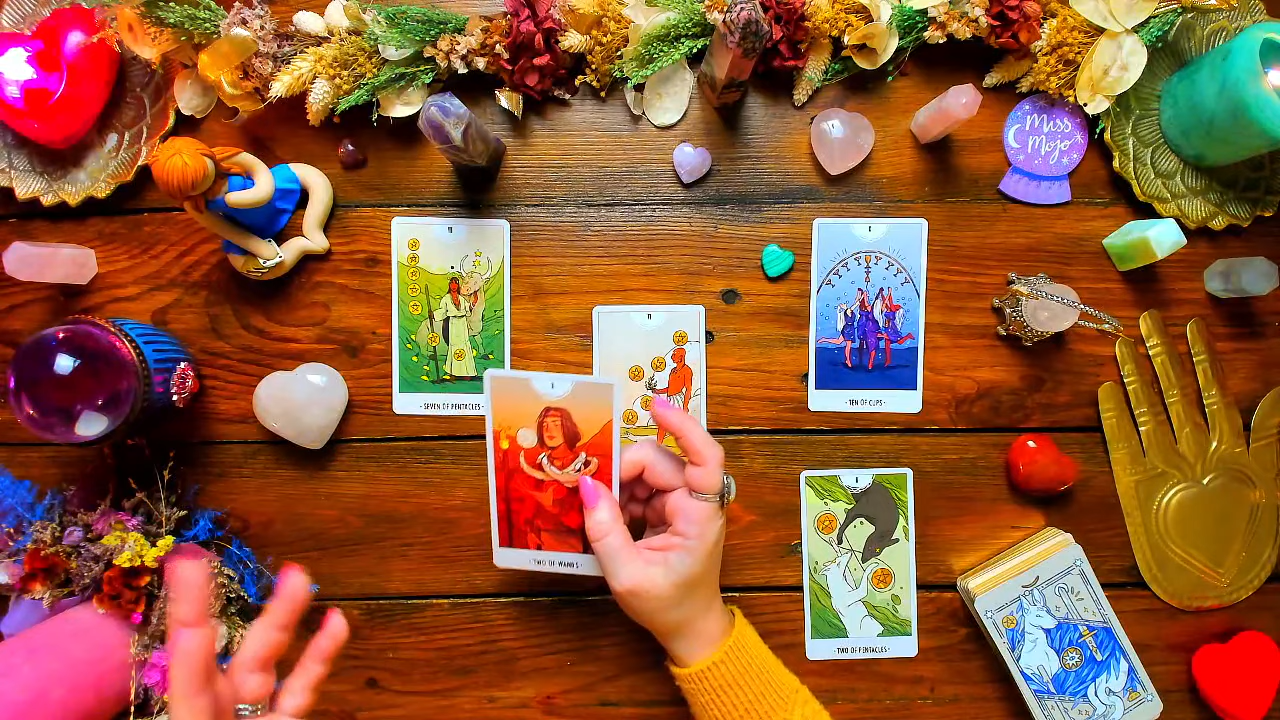 Miss
Mojo
· SEVEN OF PENTACLES ·
· TEN OF CUPS ·
· TWO OF WANDS ·
· TWO OF PENTACLES ·